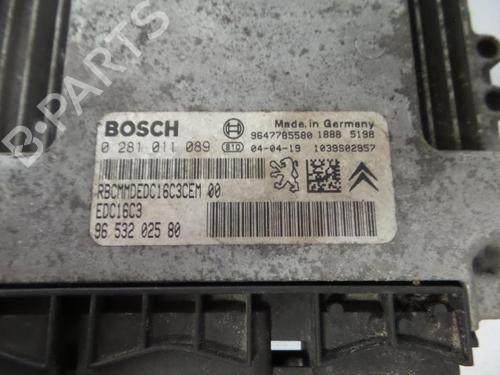 B-PARTS
BOSCH
Made in Germany
9647785580 1888 5198
0 281 011 089 04-04-19 1039S02957
RBCMMDEDC16C3CEM 00
EDC16C3
96 532 025 80